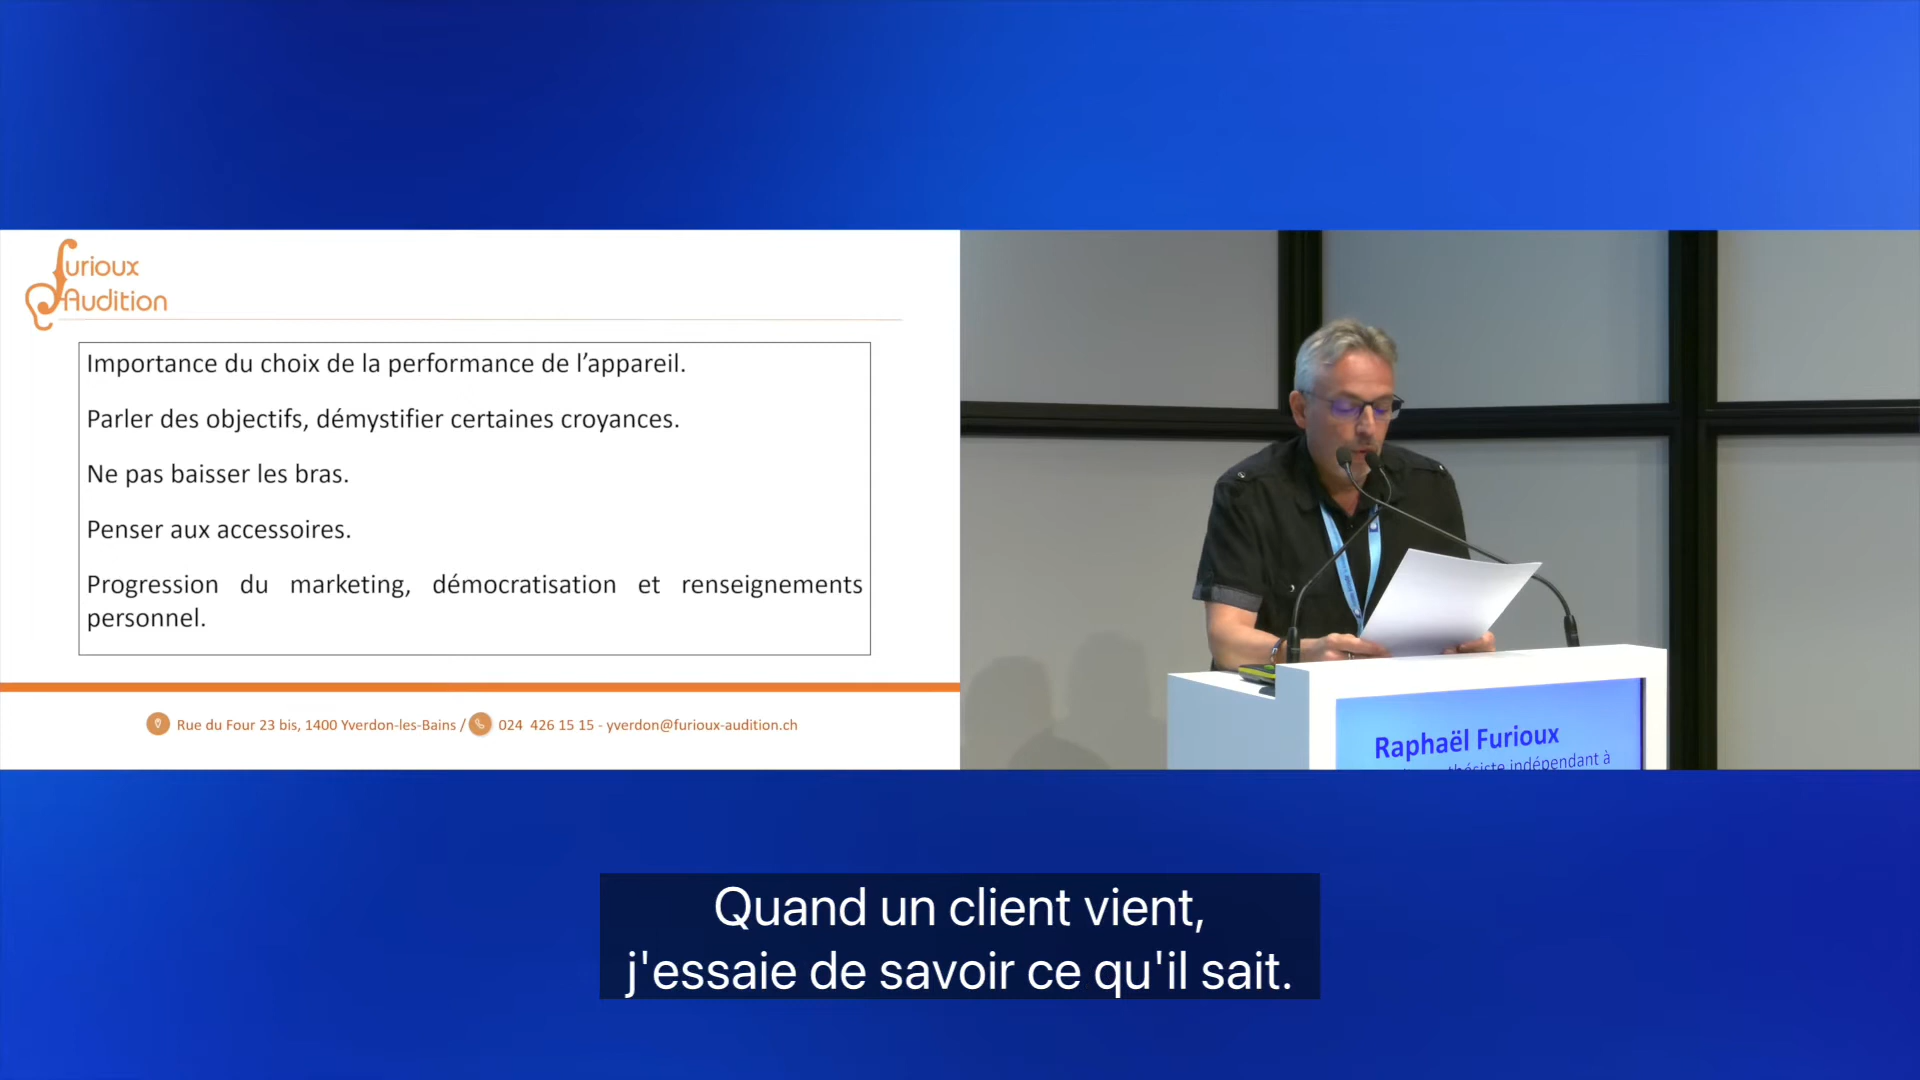 Furioux
Audition
Importance du choix de la performance de l’appareil.
Parler des objectifs, démystifier certaines croyances.
Ne pas baisser les bras.
Penser aux accessoires.
Progression du marketing, démocratisation et renseignements
personnel.
Rue du Four 23 bis, 1400 Yverdon-les-Bains / 024 426 15 15 - yverdon@furioux-audition.ch
Raphaël Furioux
indépendant à
Quand un client vient,
j'essaie de savoir ce qu'il sait.